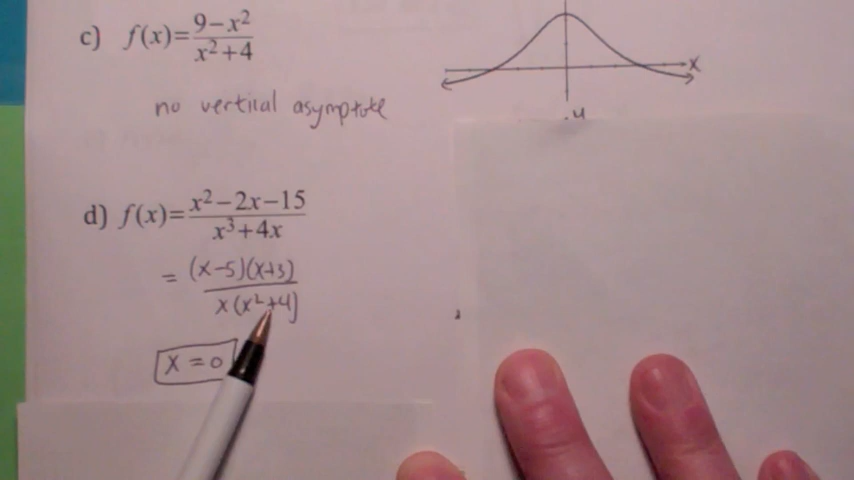 c) f(x)=9-x²/x²+4
x
no vertical asymptote
d) f(x)=x²-2x-15/x³+4x
= (x-5)(x+3)/x(x²+4)
x=0